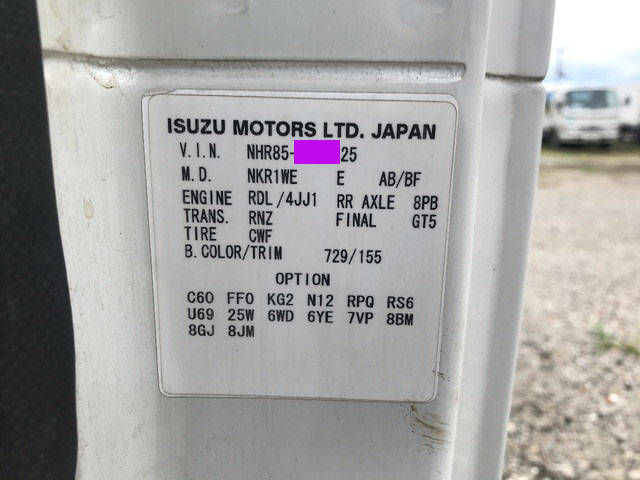 ISUZU MOTORS LTD. JAPAN
V.I.N. NHR85- 25
M.D. NKR1WE E AB/BF
ENGINE RDL/4JJ1 RR AXLE 8PB
TRANS. RNZ FINAL GT5
TIRE CWF
B.COLOR/TRIM 729/155
OPTION
C60 FF0 KG2 N12 RPQ RS6
U69 25W 6WD 6YE 7VP 8BM
8GJ 8JM